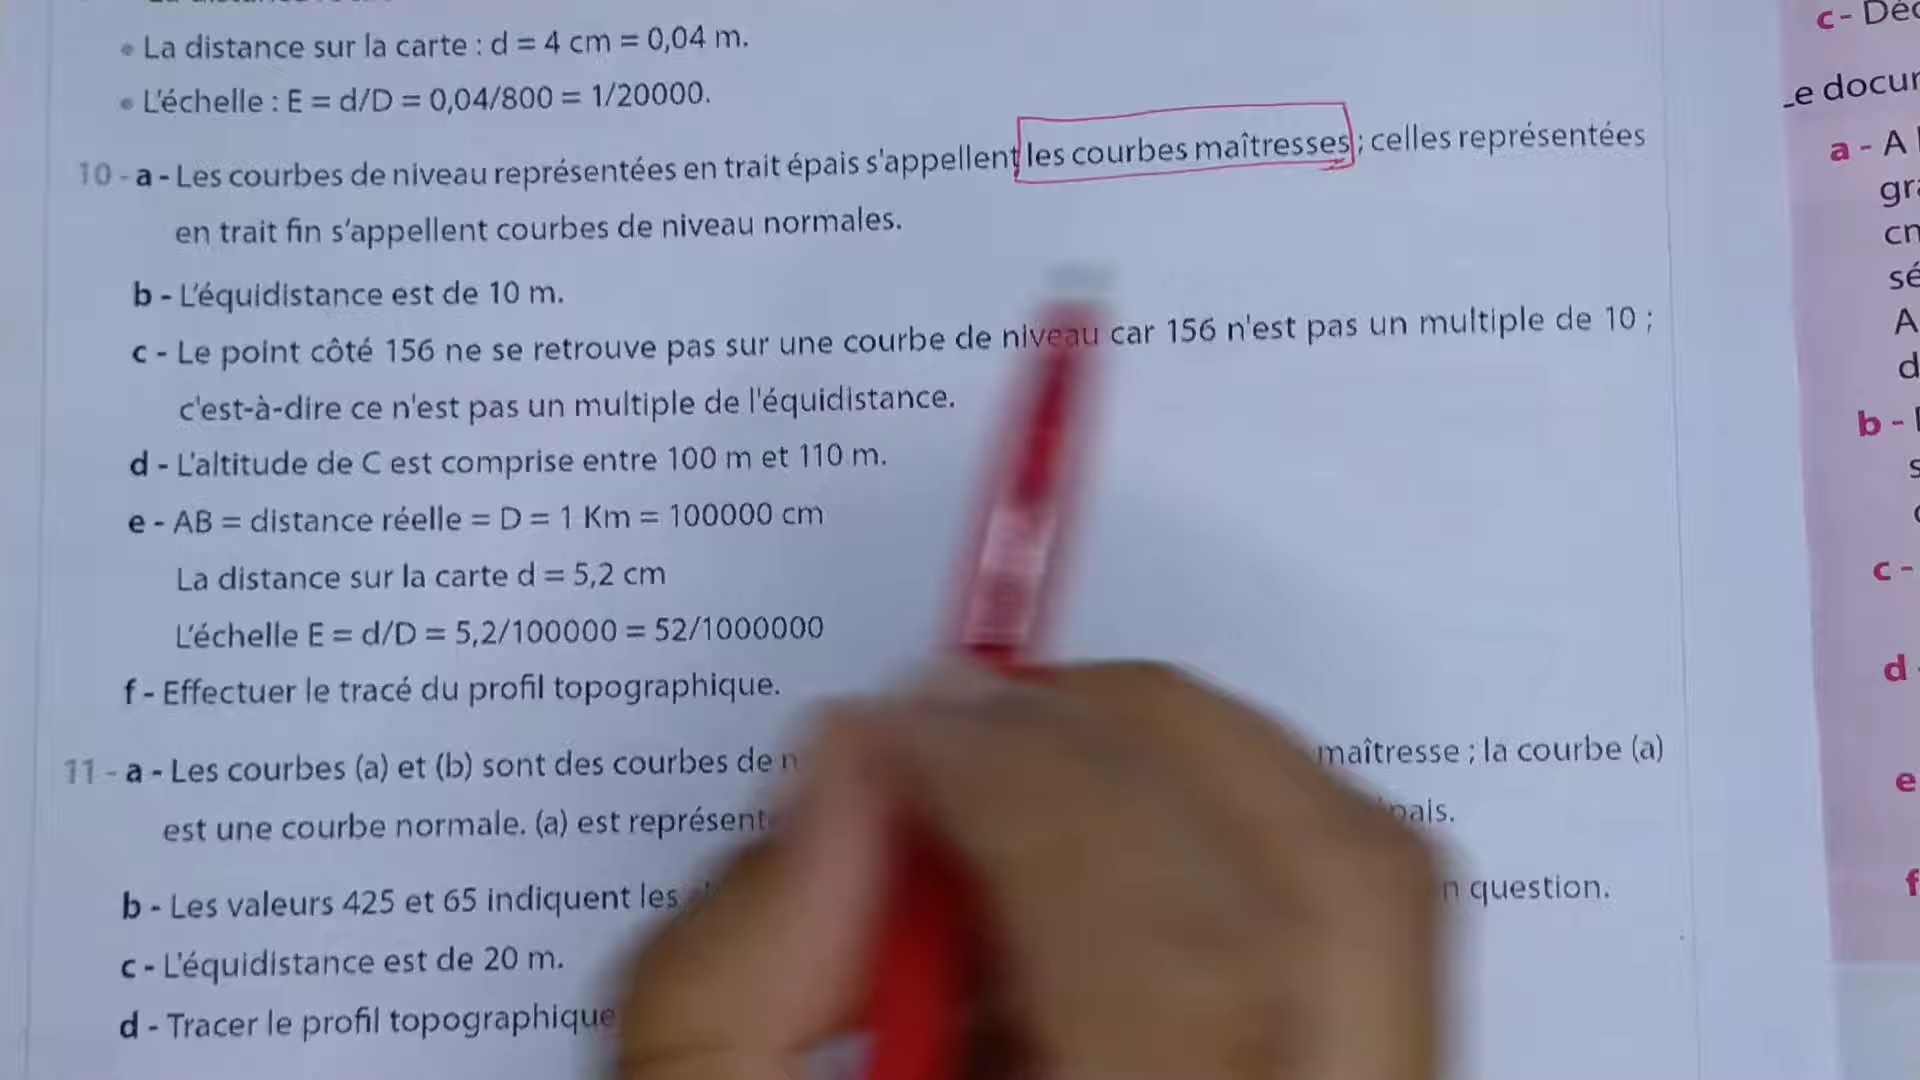 • La distance sur la carte : d = 4 cm = 0,04 m.
• L'échelle : E = d/D = 0,04/800 = 1/20000.
10 - a - Les courbes de niveau représentées en trait épais s'appellent les courbes maîtresses ; celles représentées
en trait fin s'appellent courbes de niveau normales.
b - L'équidistance est de 10 m.
c - Le point côté 156 ne se retrouve pas sur une courbe de niveau car 156 n'est pas un multiple de 10 ;
c'est-à-dire ce n'est pas un multiple de l'équidistance.
d - L'altitude de C est comprise entre 100 m et 110 m.
e - AB = distance réelle = D = 1 Km = 100000 cm
La distance sur la carte d = 5,2 cm
L'échelle E = d/D = 5,2/100000 = 52/1000000
f - Effectuer le tracé du profil topographique.
11 - a - Les courbes (a) et (b) sont des courbes de maîtresse ; la courbe (a)
est une courbe normale. (a) est
b - Les valeurs 425 et 65 indiquent les question.
c - L'équidistance est de 20 m.
d - Tracer le profil topographique
c -
docu
a - A
b -
c -
d
e
f